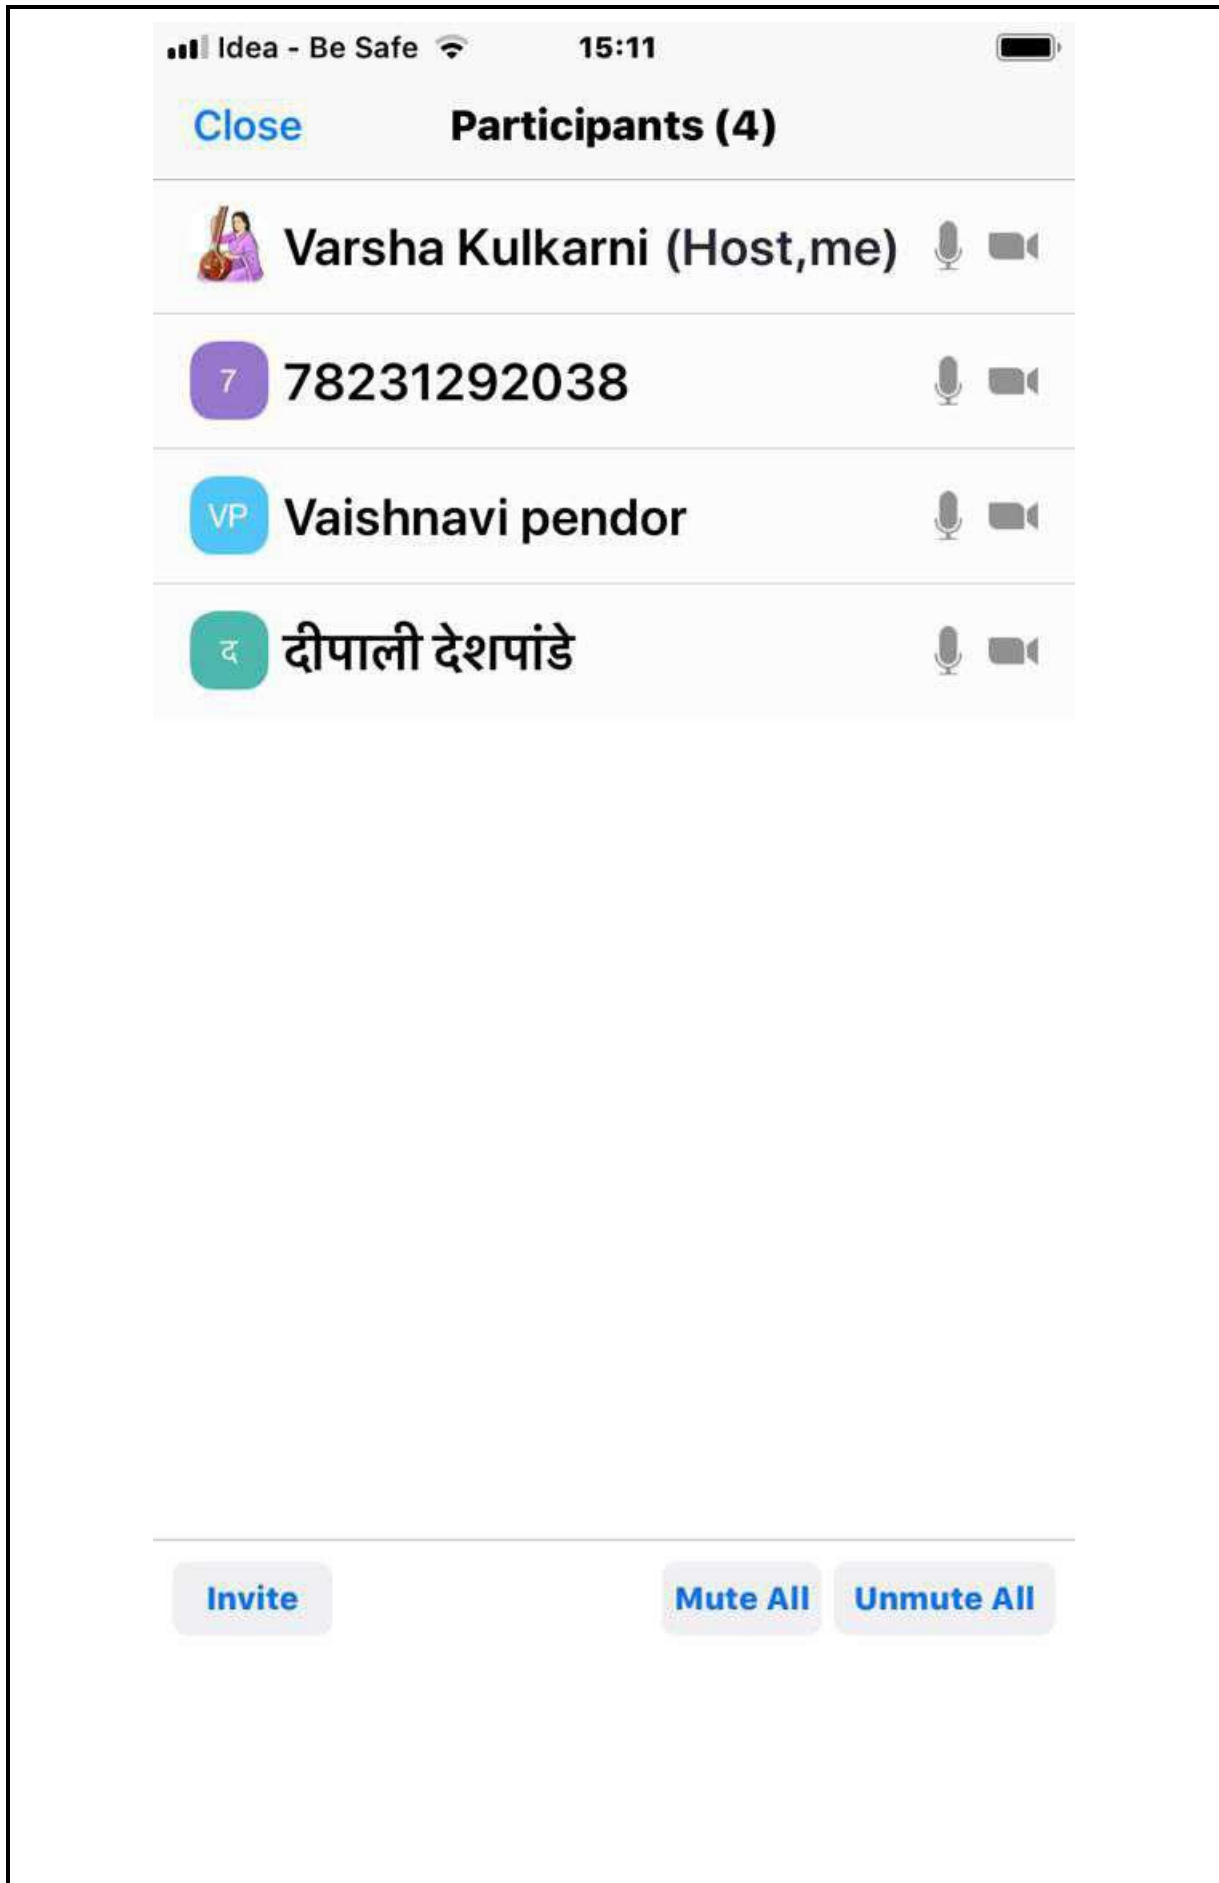 Idea - Be Safe 15:11
Close Participants (4)
Varsha Kulkarni (Host,me)
7 78231292038
VP Vaishnavi pendor
द दीपाली देशपांडे
Invite Mute All Unmute All